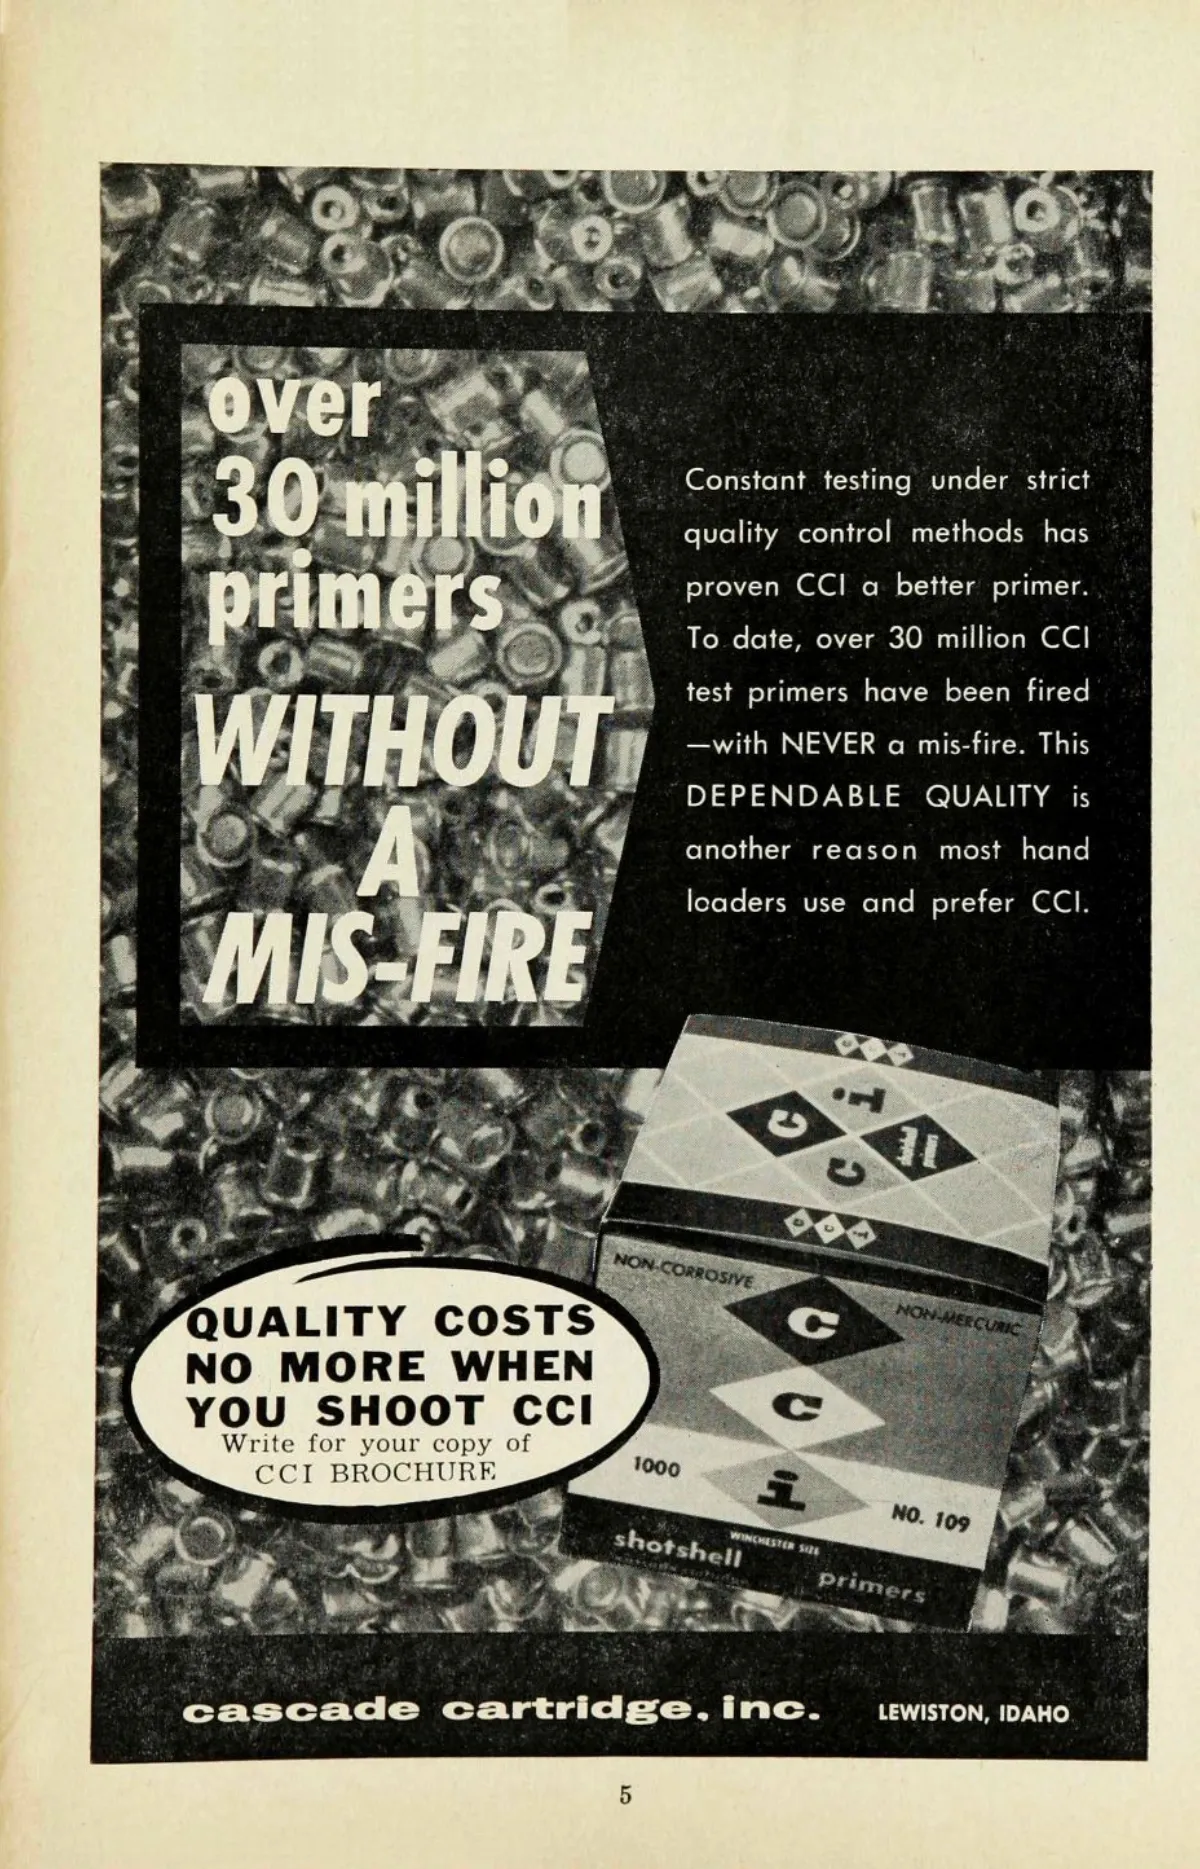 over
30 million
primers
WITHOUT
A
MIS-FIRE
Constant testing under strict
quality control methods has
proven CCI a better primer.
To date, over 30 million CCI
test primers have been fired
—with NEVER a mis-fire. This
DEPENDABLE QUALITY is
another reason most hand
loaders use and prefer CCI.
c c i
c c i
shotshell
primers
c c i
NON-CORROSIVE
NON-MERCURIC
c
c
i
1000
NO. 109
WINCHESTER SIZE
shotshell primers
QUALITY COSTS
NO MORE WHEN
YOU SHOOT CCI
Write for your copy of
CCI BROCHURE
cascade cartridge, inc. LEWISTON, IDAHO
5